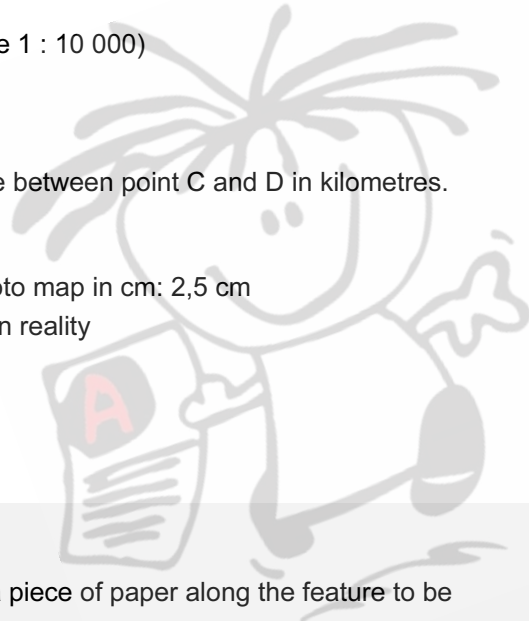 e 1 : 10 000)
e between point C and D in kilometres.
oto map in cm: 2,5 cm
n reality
A
piece of paper along the feature to be